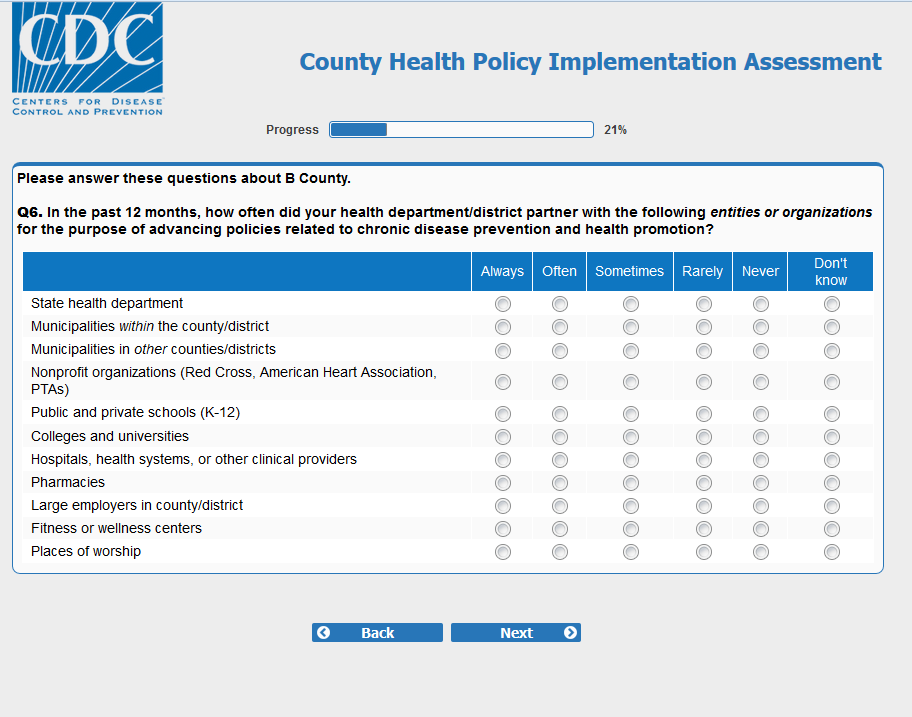 CDC
CENTERS FOR DISEASE
CONTROL AND PREVENTION
County Health Policy Implementation Assessment
Progress 21%
Please answer these questions about B County.
Q6. In the past 12 months, how often did your health department/district partner with the following entities or organizations
for the purpose of advancing policies related to chronic disease prevention and health promotion?
Always Often Sometimes Rarely Never Don't
know
State health department
Municipalities within the county/district
Municipalities in other counties/districts
Nonprofit organizations (Red Cross, American Heart Association,
PTAs)
Public and private schools (K-12)
Colleges and universities
Hospitals, health systems, or other clinical providers
Pharmacies
Large employers in county/district
Fitness or wellness centers
Places of worship
Back Next